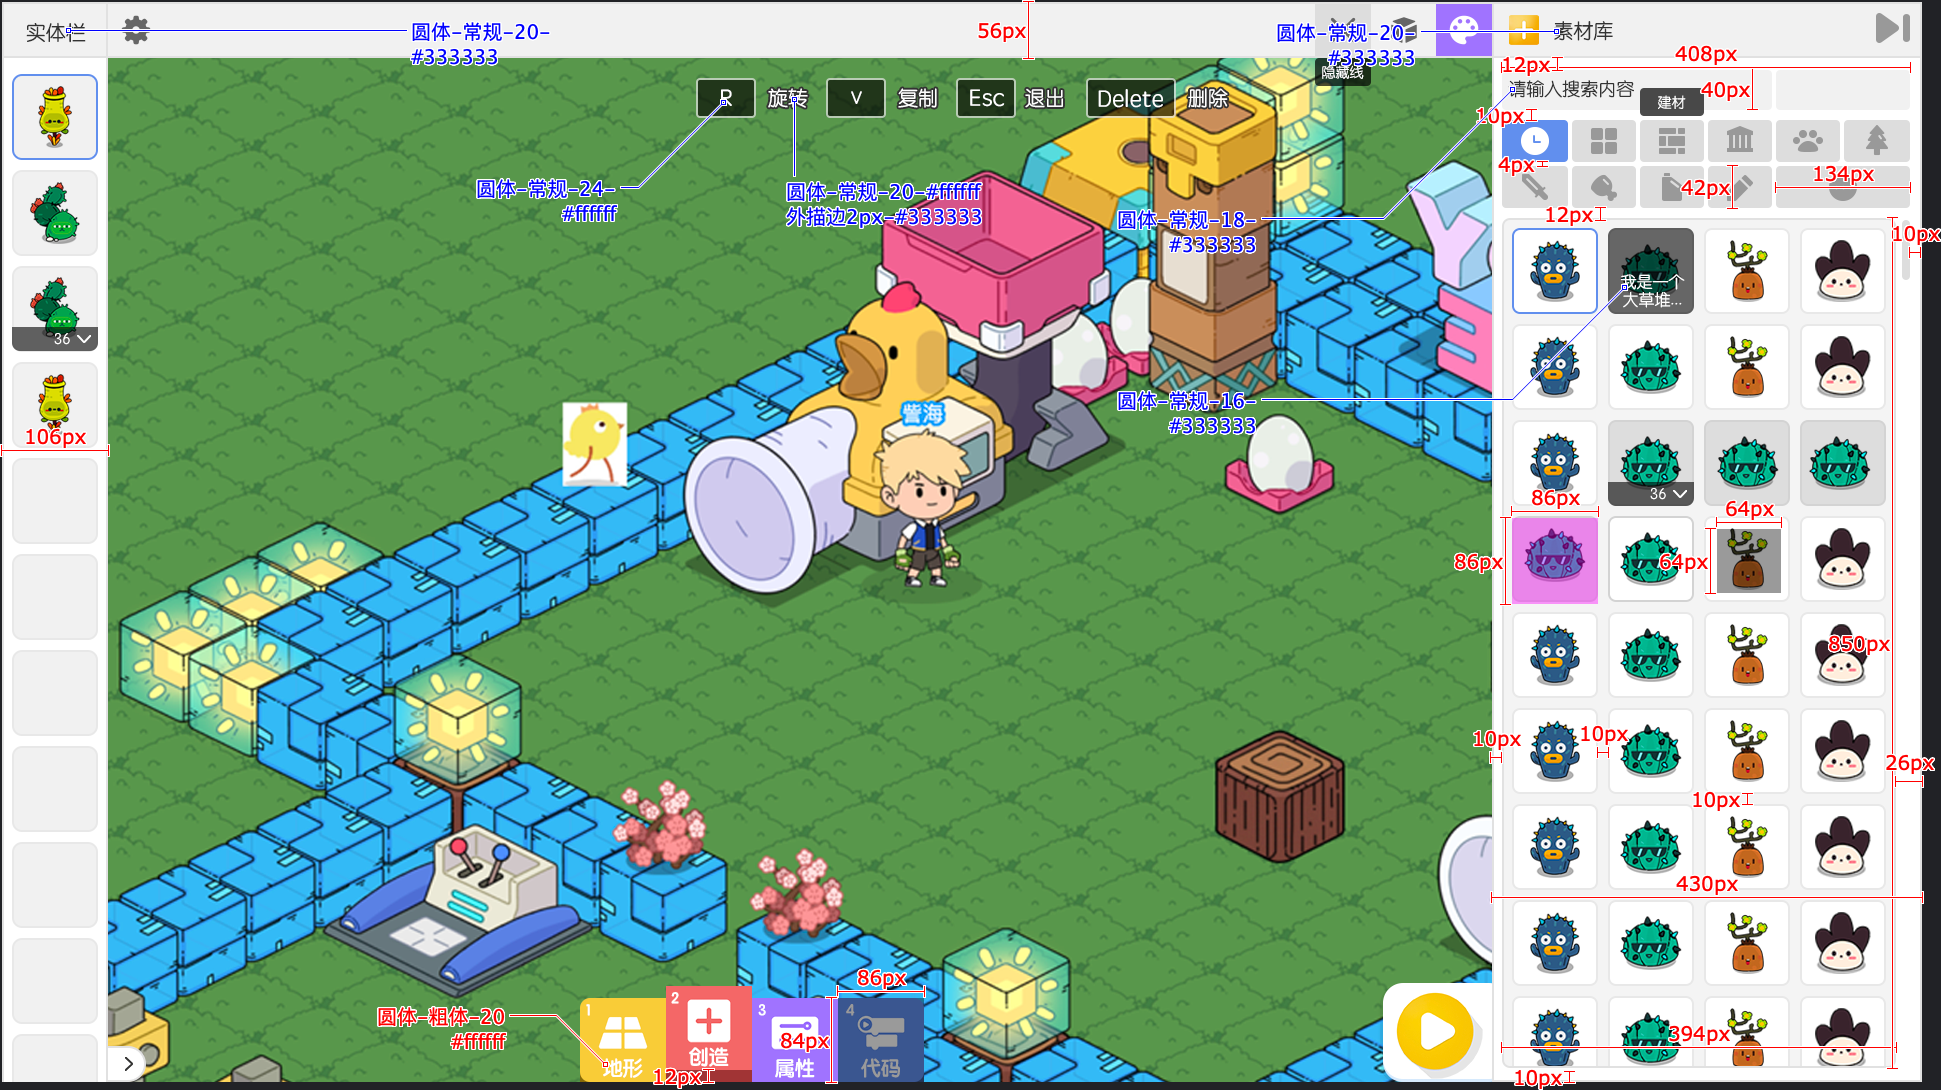 实体栏
圆体-常规-20-
#333333
56px
圆体-常规-20-
#333333
隐藏线
素材库
408px
12px
请输入搜索内容
40px
建材
10px
4px
42px
134px
12px
10px
R
旋转
V
复制
Esc
退出
Delete
删除
圆体-常规-24-
#ffffff
圆体-常规-20-#ffffff
外描边2px-#333333
圆体-常规-18-
#333333
我是一个
大草堆...
36
圆体-常规-16-
#333333
106px
訾海
36
86px
64px
86px
64px
850px
10px
10px
26px
10px
430px
86px
圆体-粗体-20
#ffffff
1
地形
2
创造
3
属性
4
代码
84px
12px
394px
10px